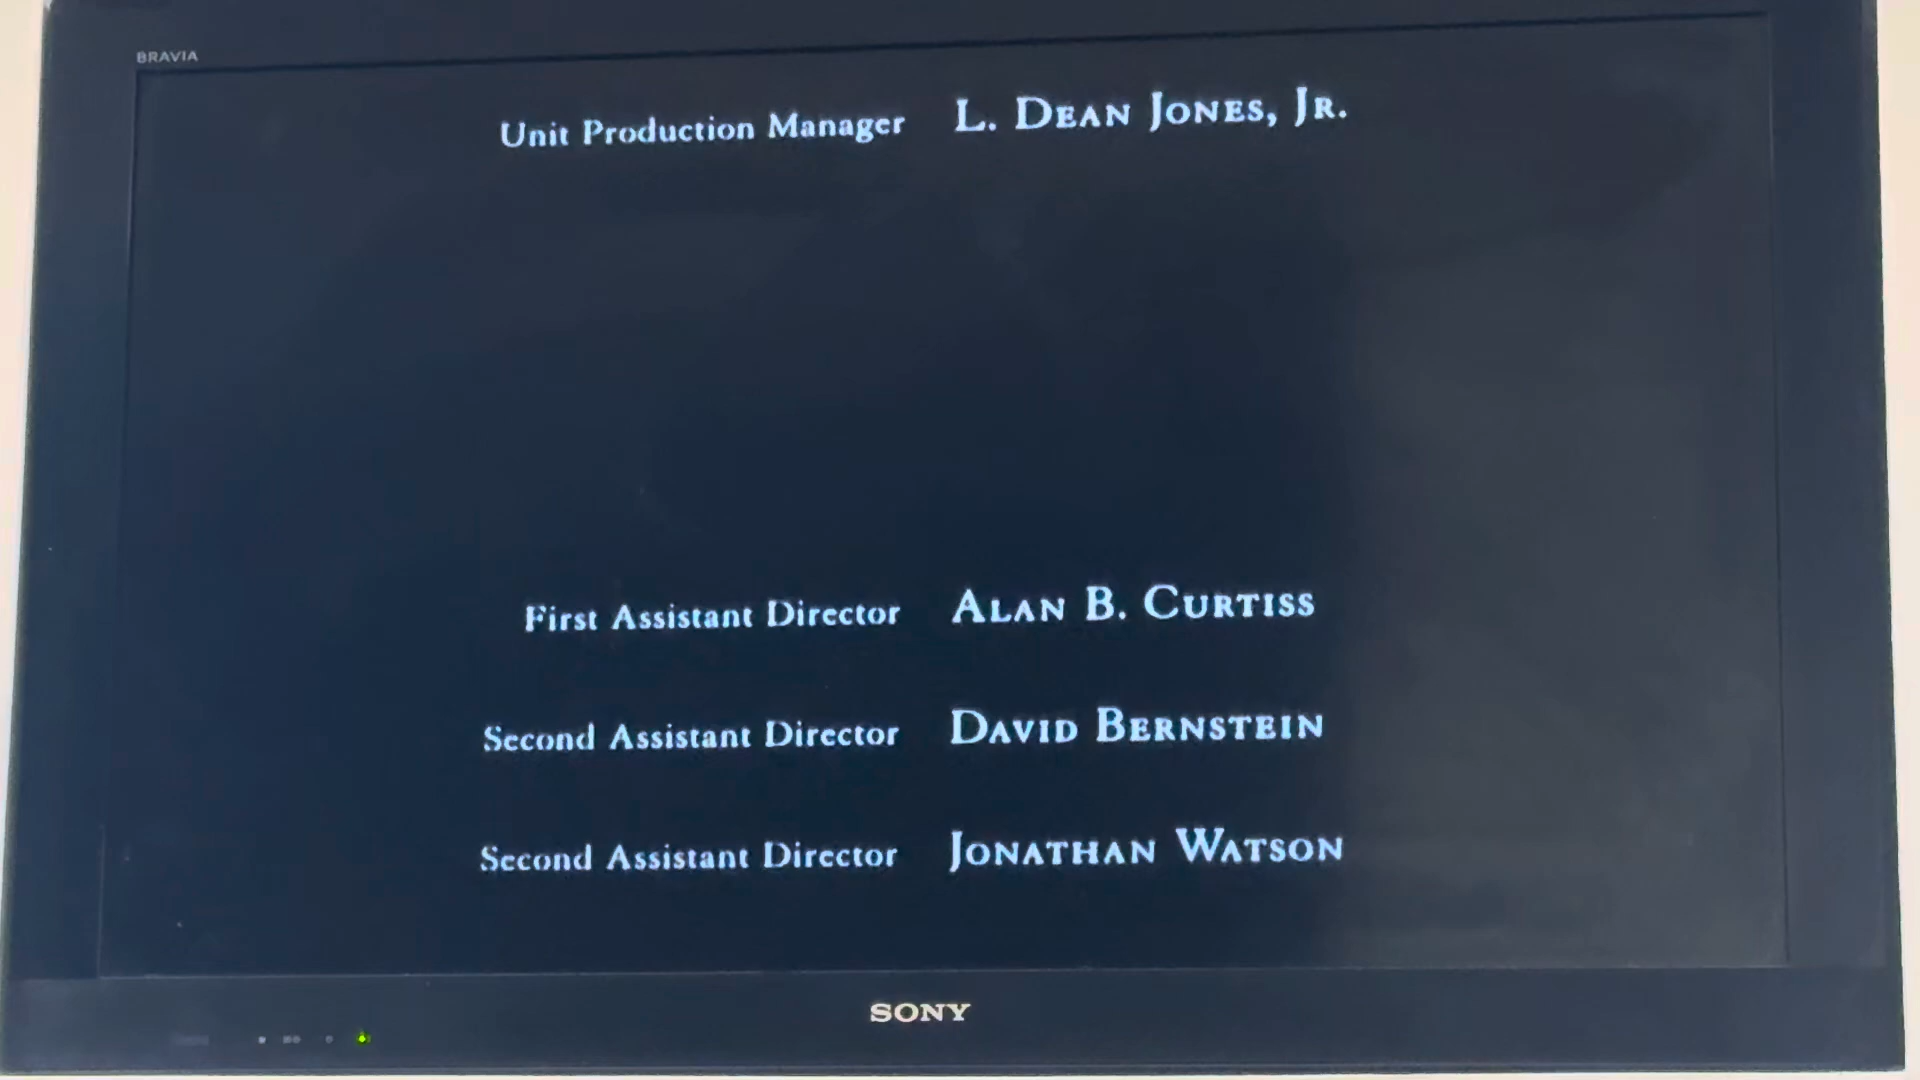 BRAVIA
Unit Production Manager L. DEAN JONES, JR.
First Assistant Director ALAN B. CURTISS
Second Assistant Director DAVID BERNSTEIN
Second Assistant Director JONATHAN WATSON
SONY